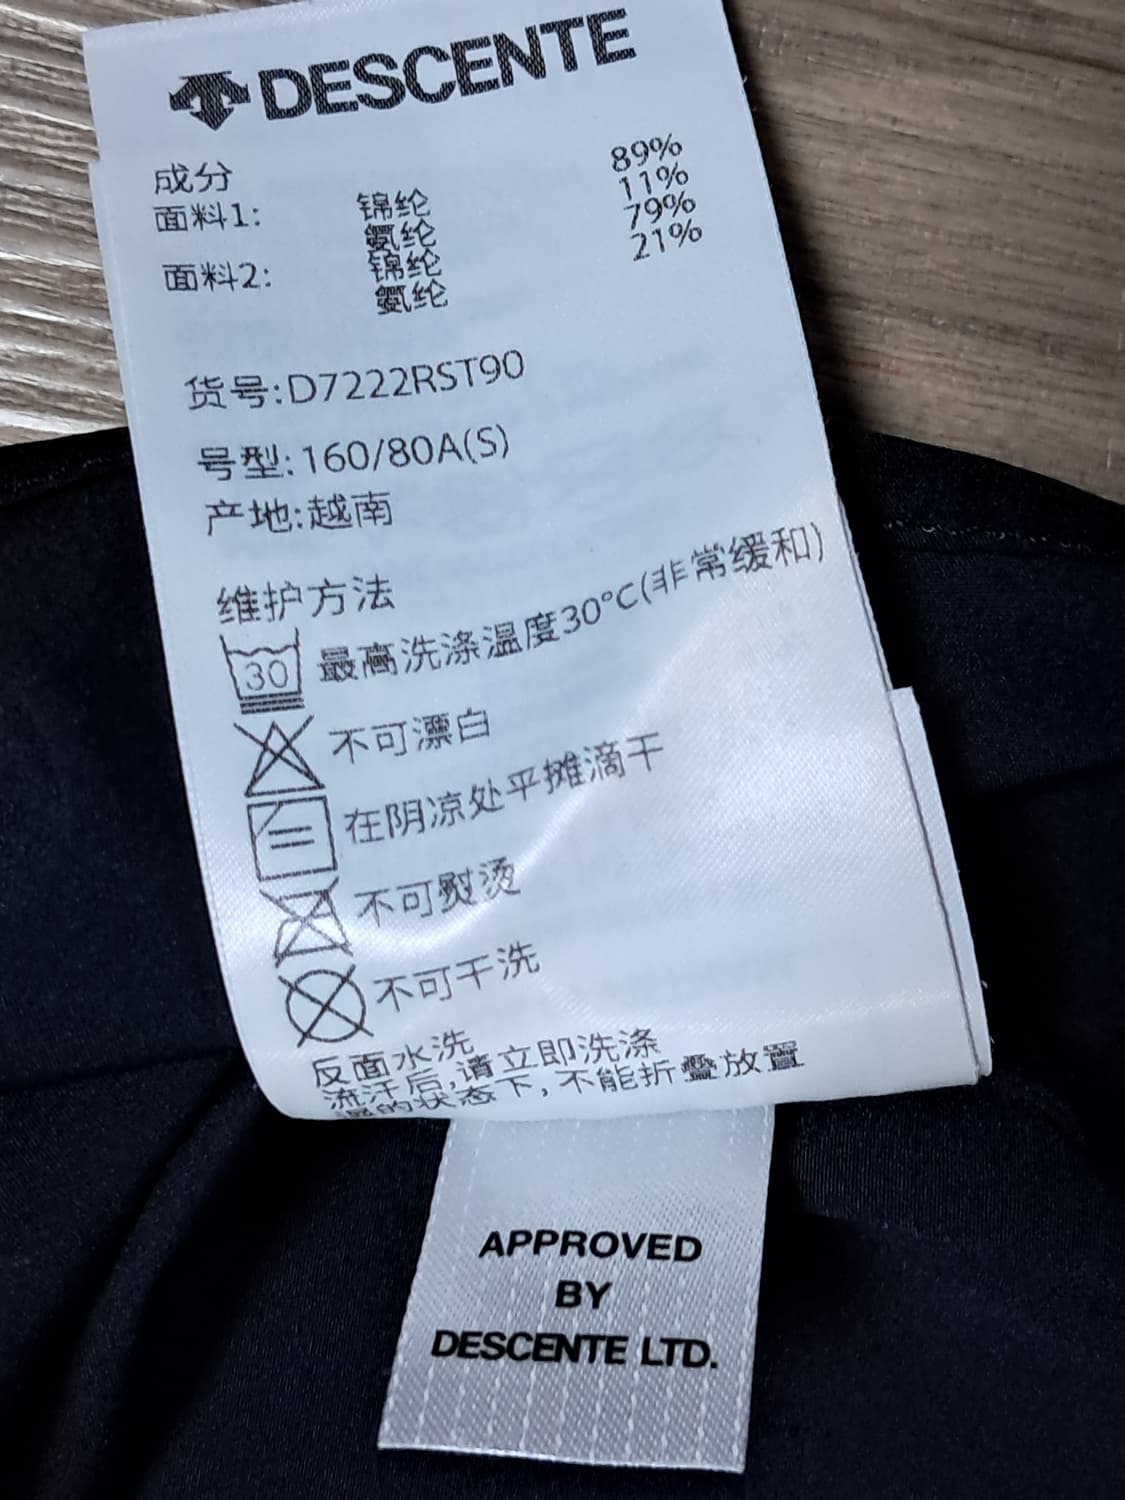 DESCENTE
成分
面料1: 锦纶 89%
氨纶 11%
面料2: 锦纶 79%
氨纶 21%
货号:D7222RST90
号型:160/80A(S)
产地:越南
维护方法
30 最高洗涤温度30°C(非常缓和)
不可漂白
在阴凉处平摊滴干
不可熨烫
不可干洗
反面水洗
流汗后,请立即洗涤
湿的状态下,不能折叠放置
APPROVED
BY
DESCENTE LTD.